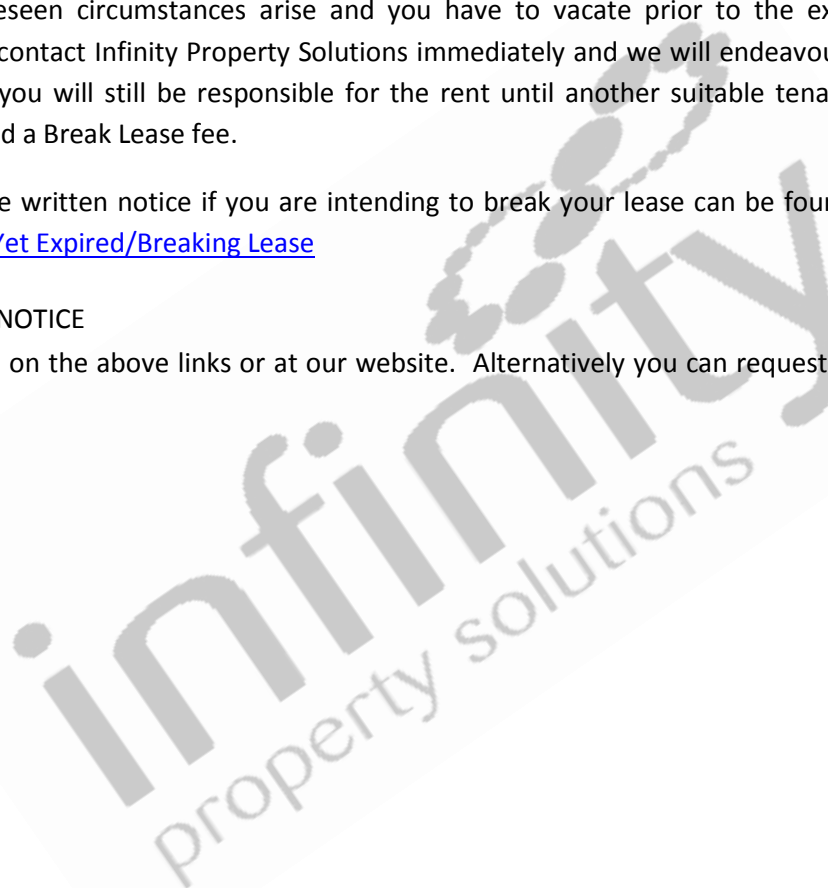 eseen circumstances arise and you have to vacate prior to the ex
contact Infinity Property Solutions immediately and we will endeavou
you will still be responsible for the rent until another suitable tena
d a Break Lease fee.
e written notice if you are intending to break your lease can be foun
Yet Expired/Breaking Lease
NOTICE
on the above links or at our website. Alternatively you can request
infinity
property solutions